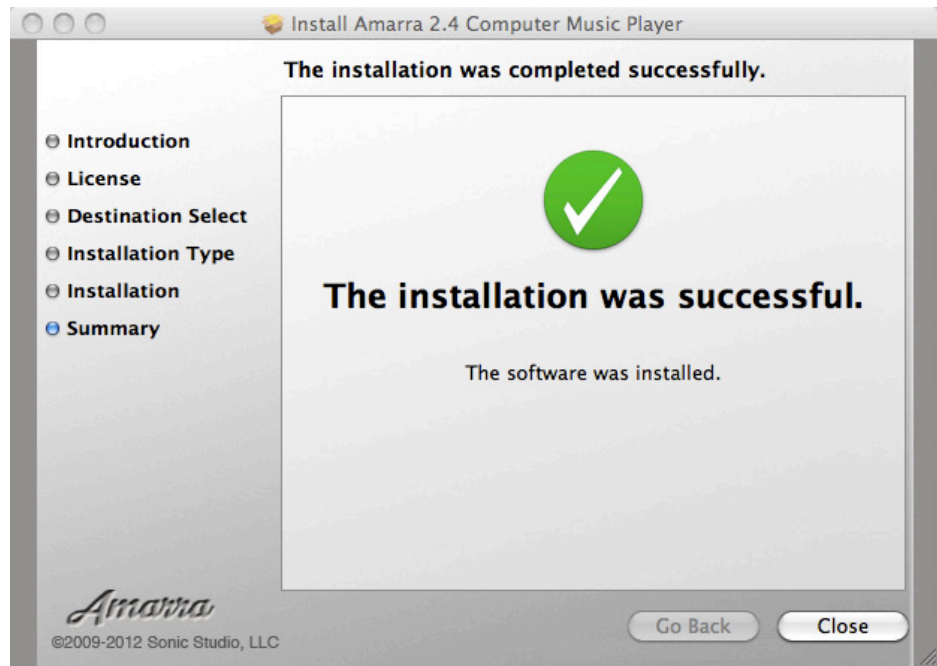 Install Amarra 2.4 Computer Music Player
The installation was completed successfully.
Introduction
License
Destination Select
Installation Type
Installation
Summary
The installation was successful.
The software was installed.
Amarra
©2009-2012 Sonic Studio, LLC
Go Back
Close